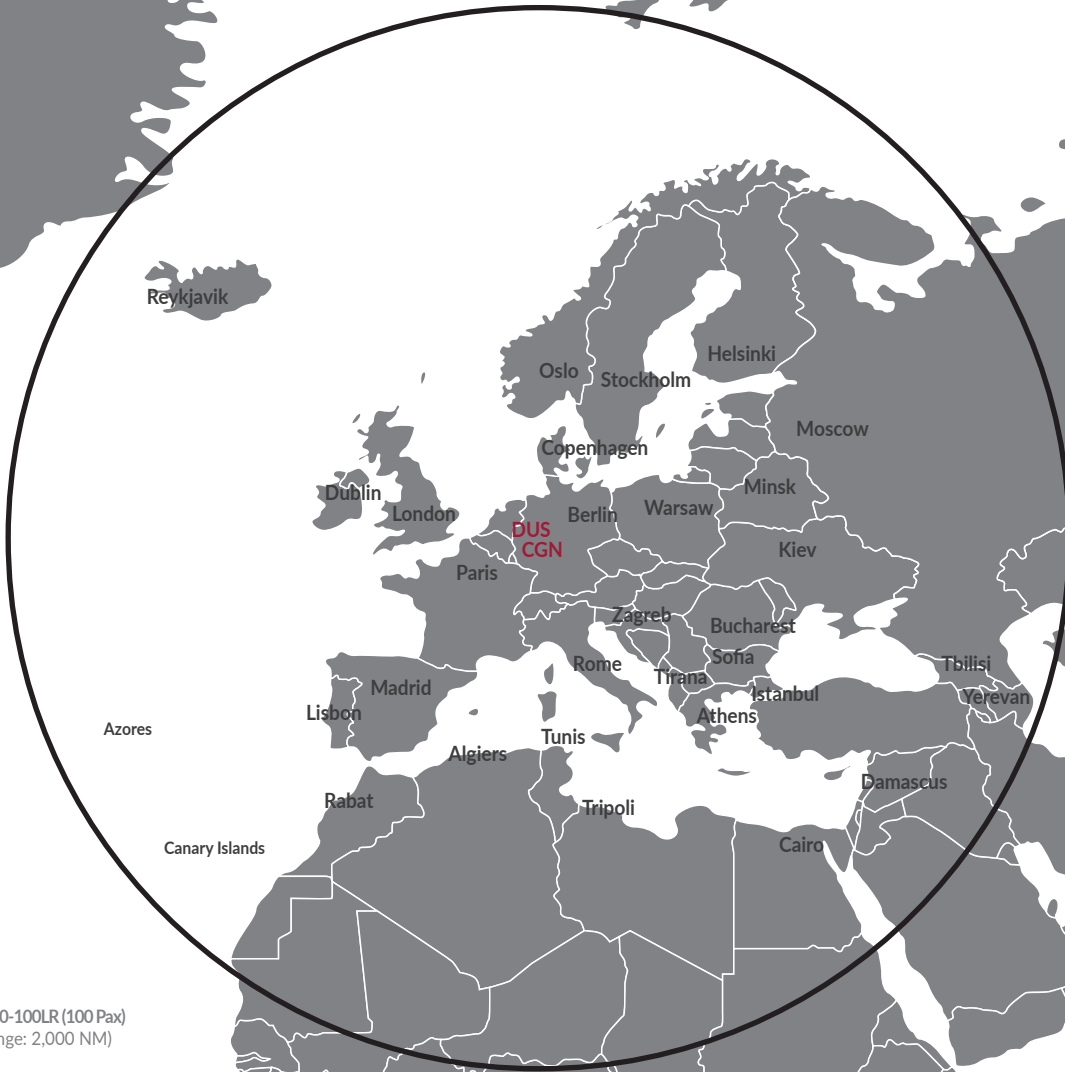 Reykjavik
Helsinki
Oslo
Stockholm
Moscow
Copenhagen
Minsk
Dublin
Warsaw
London
Berlin
DUS
CGN
Kiev
Paris
Zagreb
Bucharest
Sofia
Rome
Tbilisi
Tirana
Madrid
Istanbul
Yerevan
Lisbon
Athens
Azores
Tunis
Algiers
Damascus
Rabat
Tripoli
Cairo
Canary Islands
0-100LR (100 Pax)
nge: 2,000 NM)